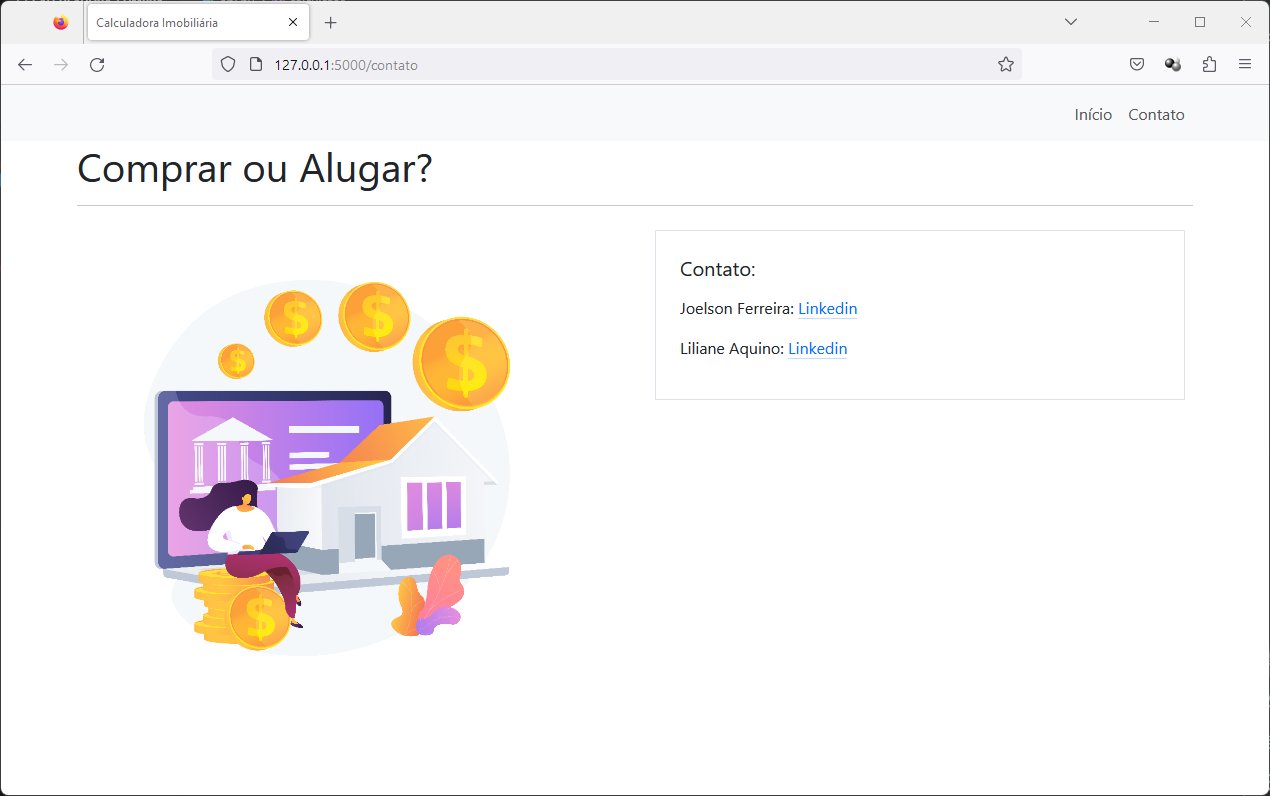 Calculadora Imobiliária
127.0.0.1:5000/contato
Início Contato
Comprar ou Alugar?
Contato:
Joelson Ferreira: Linkedin
Liliane Aquino: Linkedin
$
$
$
$
$